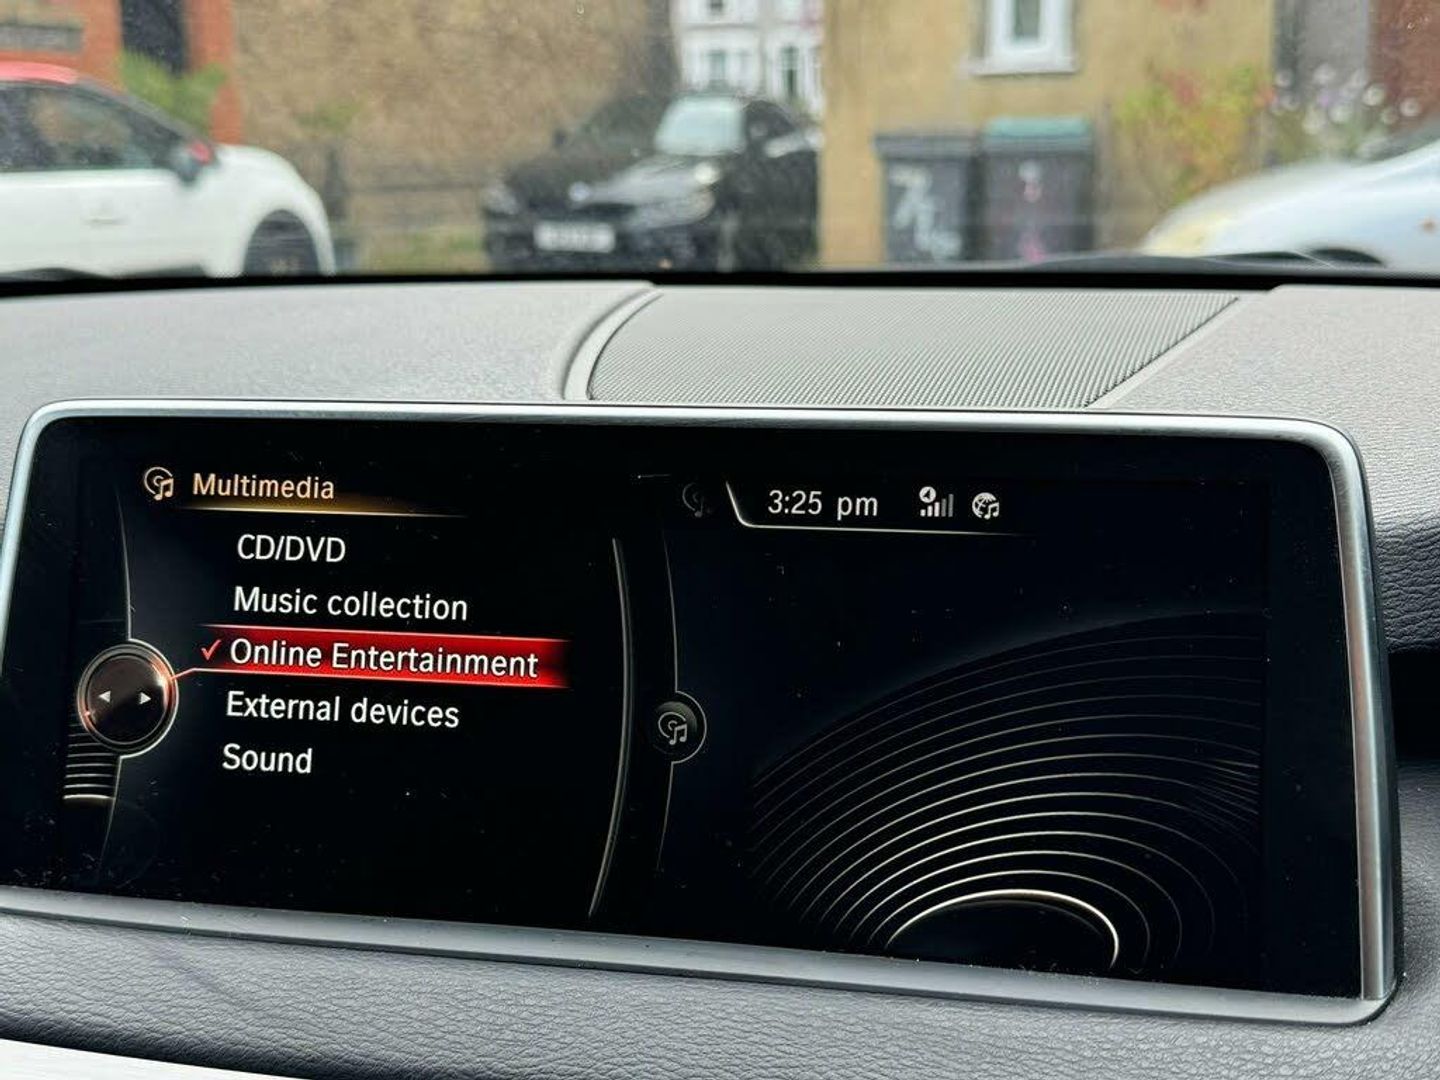 Multimedia
CD/DVD
Music collection
Online Entertainment
External devices
Sound
3:25 pm